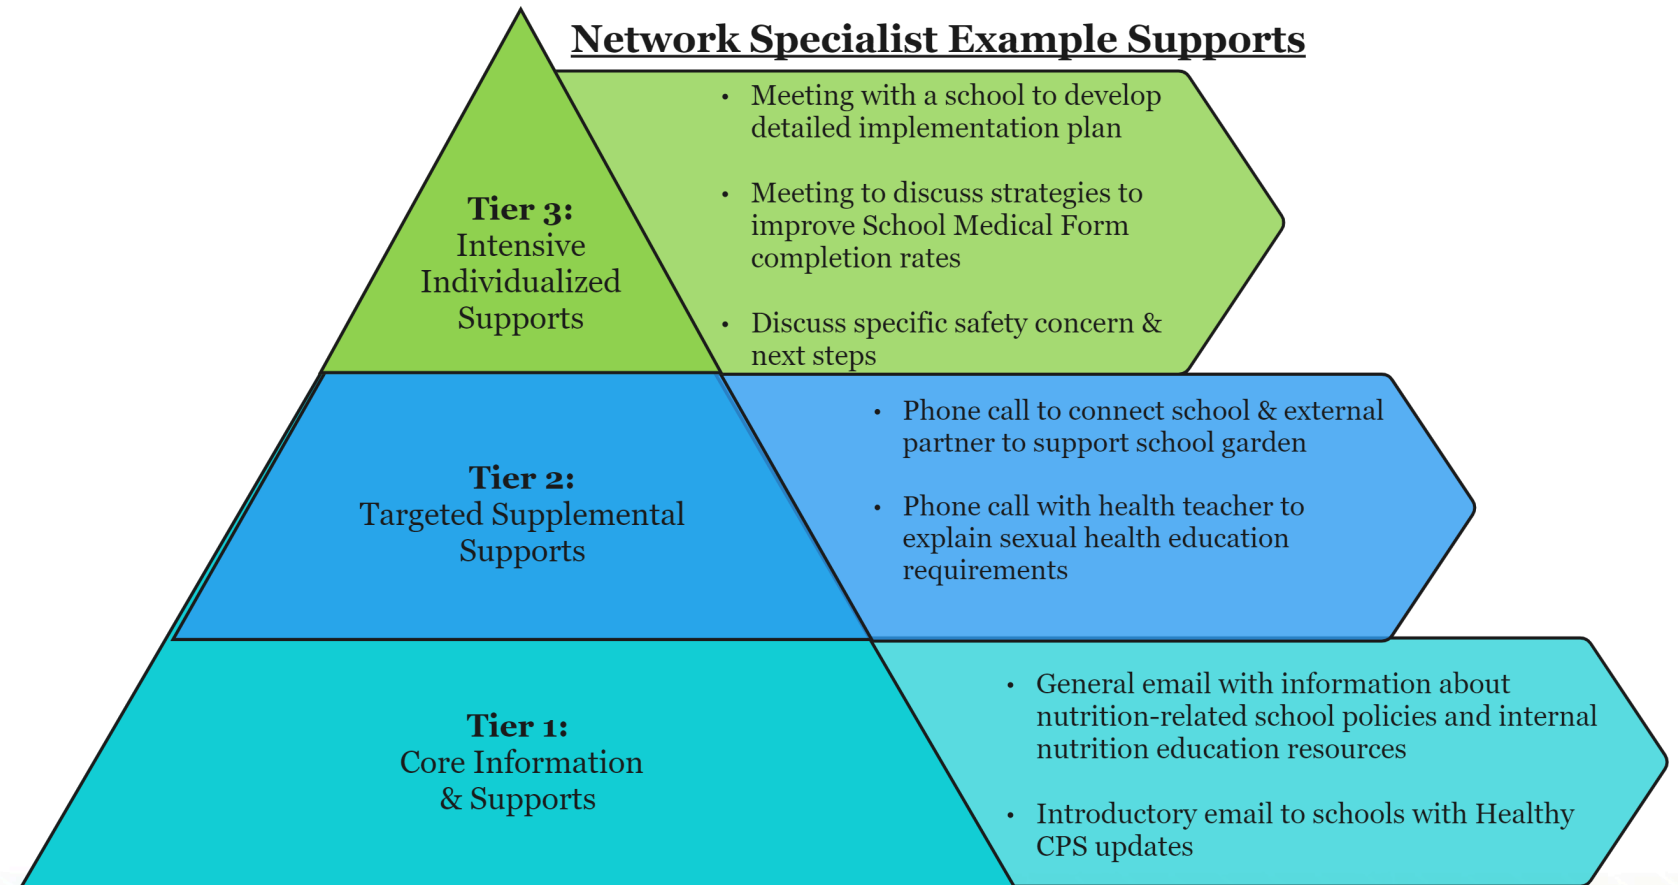 Network Specialist Example Supports
Tier 3:
Intensive
Individualized
Supports
• Meeting with a school to develop
detailed implementation plan
• Meeting to discuss strategies to
improve School Medical Form
completion rates
• Discuss specific safety concern &
next steps
Tier 2:
Targeted Supplemental
Supports
• Phone call to connect school & external
partner to support school garden
• Phone call with health teacher to
explain sexual health education
requirements
Tier 1:
Core Information
& Supports
• General email with information about
nutrition-related school policies and internal
nutrition education resources
• Introductory email to schools with Healthy
CPS updates